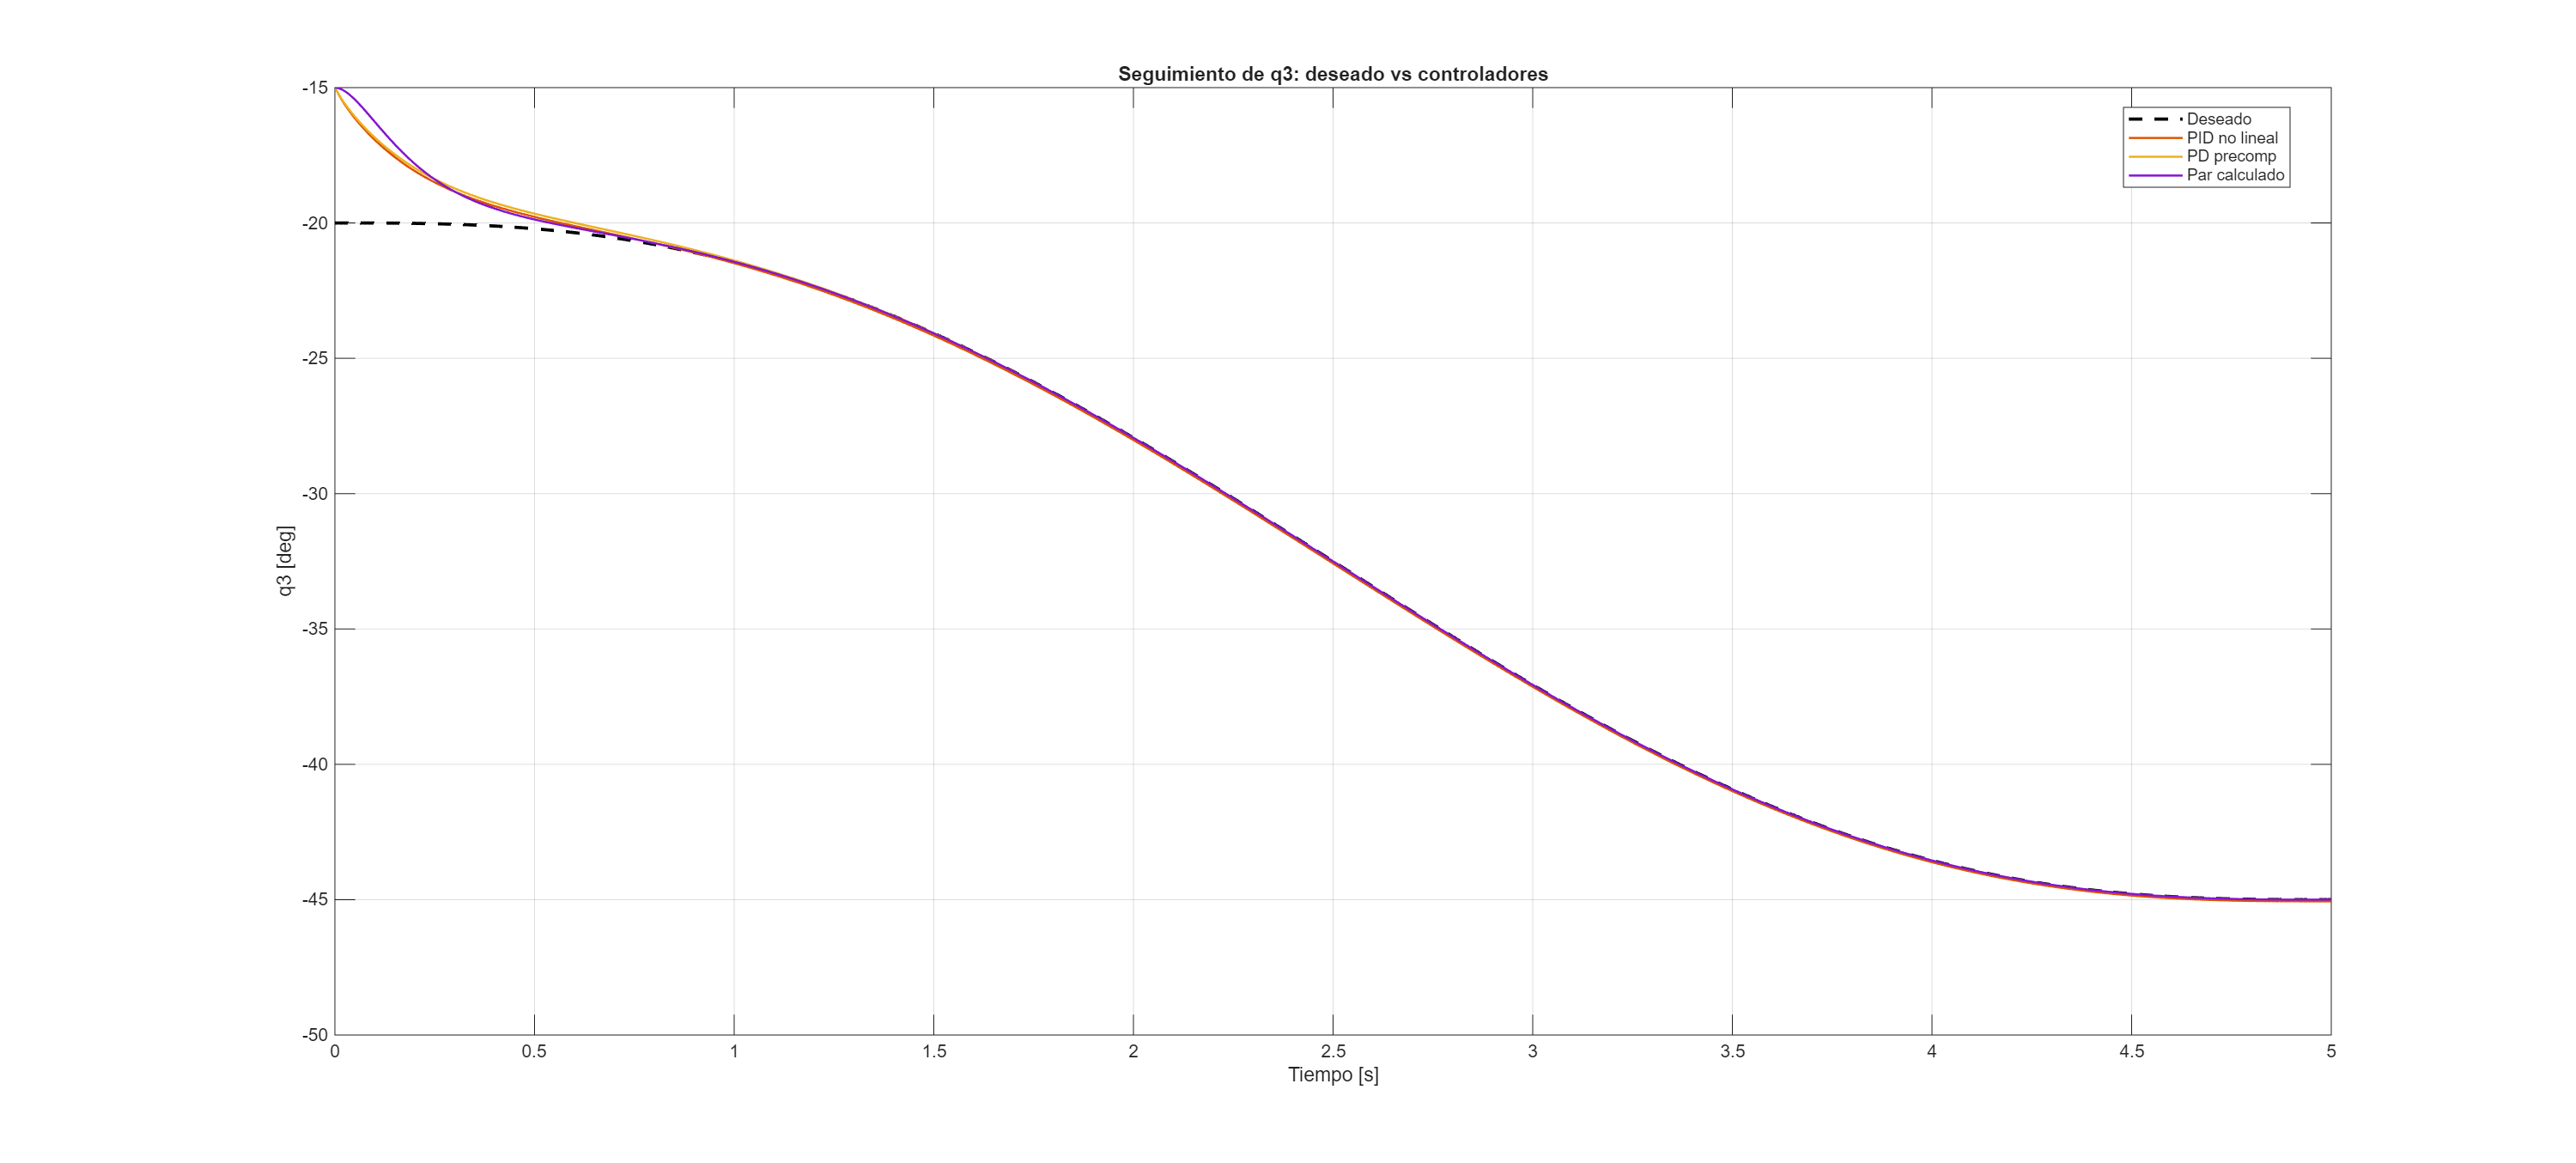 Seguimiento de q3: deseado vs controladores
-15
-20
-25
-30
-35
-40
-45
-50
q3 [deg]
Deseado
PID no lineal
PD precomp
Par calculado
0 0.5 1 1.5 2 2.5 3 3.5 4 4.5 5
Tiempo [s]